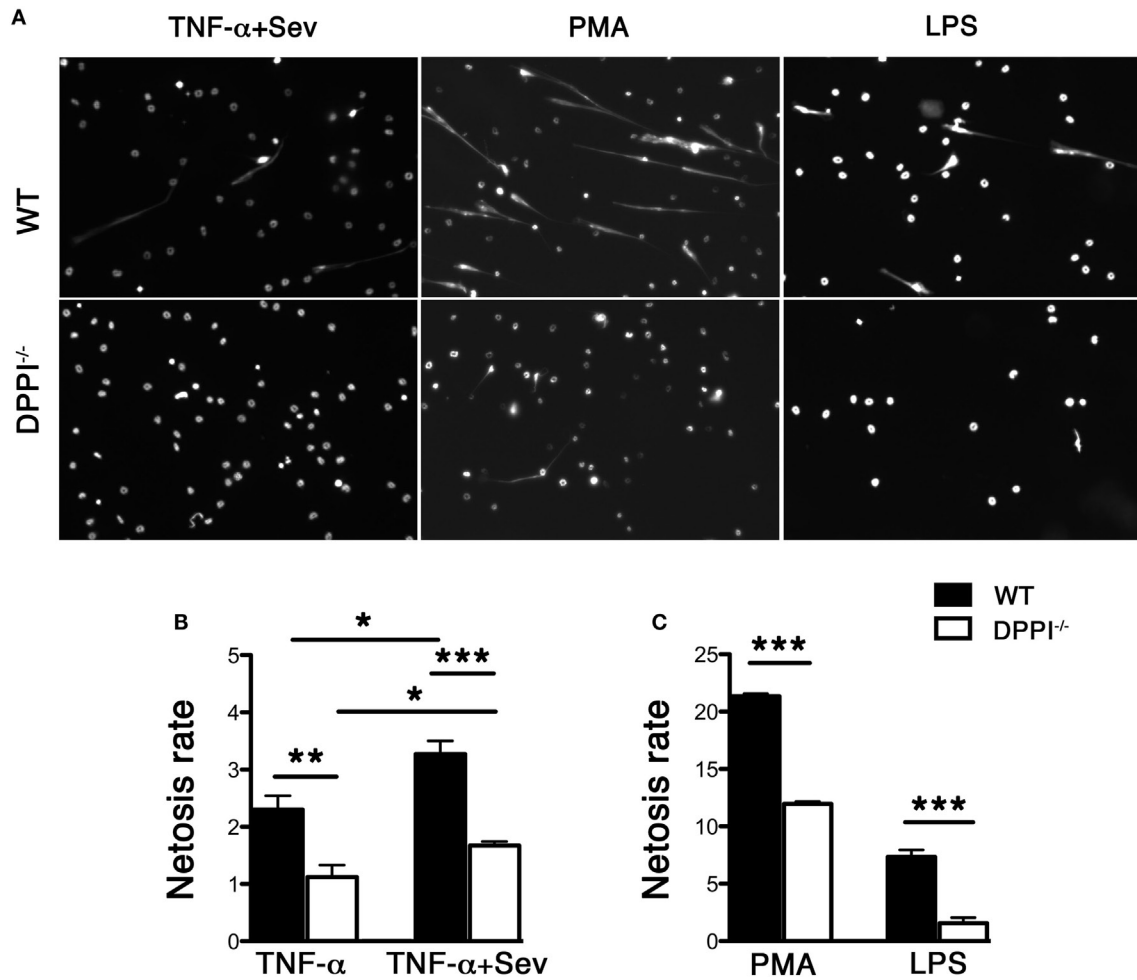 A
TNF-α+Sev
PMA
LPS
WT
DPPI-/-
WT
DPPI-/-
B
*
***
*
**
5
4
3
2
1
0
Netosis rate
TNF-α
TNF-α+Sev
C
***
***
25
20
15
10
5
0
Netosis rate
PMA
LPS